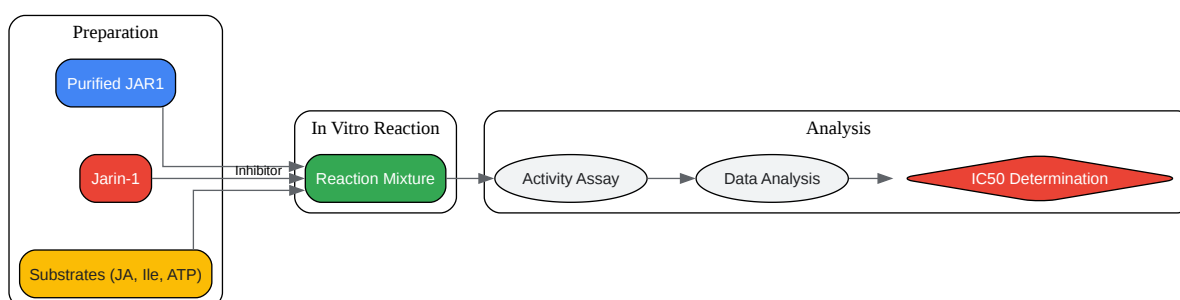 Preparation
Purified JAR1
Jarin-1
Substrates (JA, Ile, ATP)
Inhibitor
In Vitro Reaction
Reaction Mixture
Analysis
Activity Assay
Data Analysis
IC50 Determination